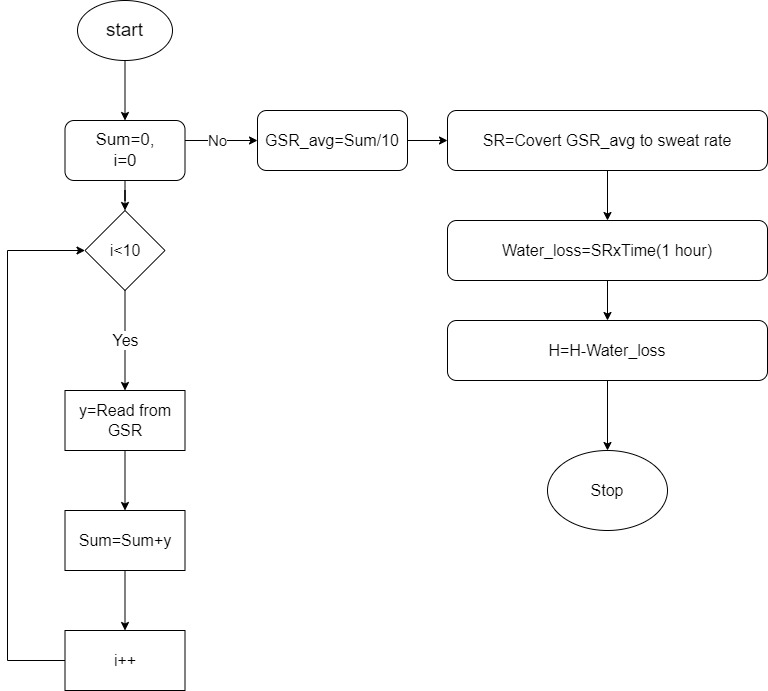 start
Sum=0,
i=0
No
GSR_avg=Sum/10
SR=Covert GSR_avg to sweat rate
i<10
Water_loss=SRxTime(1 hour)
Yes
H=H-Water_loss
y=Read from
GSR
Stop
Sum=Sum+y
i++